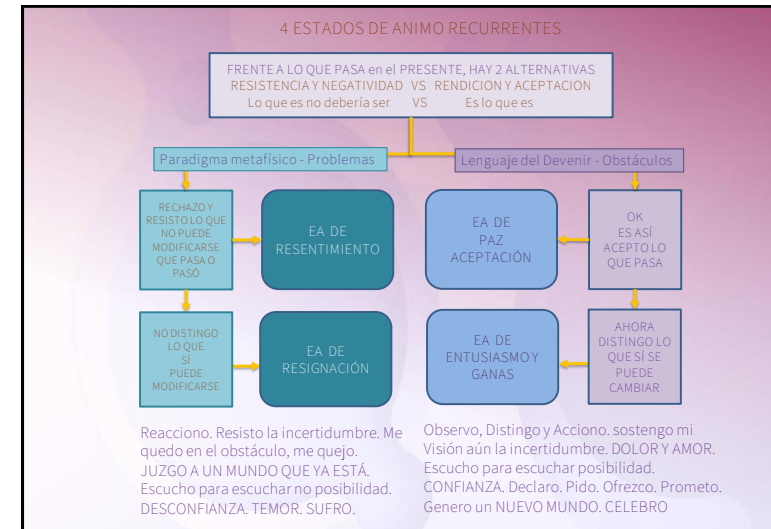 4 ESTADOS DE ANIMO RECURRENTES
FRENTE A LO QUE PASA en el PRESENTE, HAY 2 ALTERNATIVAS
RESISTENCIA Y NEGATIVIDAD VS RENDICION Y ACEPTACION
Lo que es no debería ser VS Es lo que es
Paradigma metafísico - Problemas
Lenguaje del Devenir - Obstáculos
RECHAZO Y
RESISTO LO QUE
NO PUEDE
MODIFICARSE
QUE PASA O
PASÓ
EA DE
RESENTIMIENTO
EA DE
PAZ
ACEPTACIÓN
OK
ES ASÍ
ACEPTO LO
QUE PASA
NO DISTINGO
LO QUE
SÍ
PUEDE
MODIFICARSE
EA DE
RESIGNACIÓN
EA DE
ENTUSIASMO Y
GANAS
AHORA
DISTINGO LO
QUE SÍ SE
PUEDE
CAMBIAR
Reacciono. Resisto la incertidumbre. Me
quedo en el obstáculo, me quejo.
JUZGO A UN MUNDO QUE YA ESTÁ.
Escucho para escuchar no posibilidad.
DESCONFIANZA. TEMOR. SUFRO.
Observo, Distingo y Acciono. sostengo mi
Visión aún la incertidumbre. DOLOR Y AMOR.
Escucho para escuchar posibilidad.
CONFIANZA. Declaro. Pido. Ofrezco. Prometo.
Genero un NUEVO MUNDO. CELEBRO